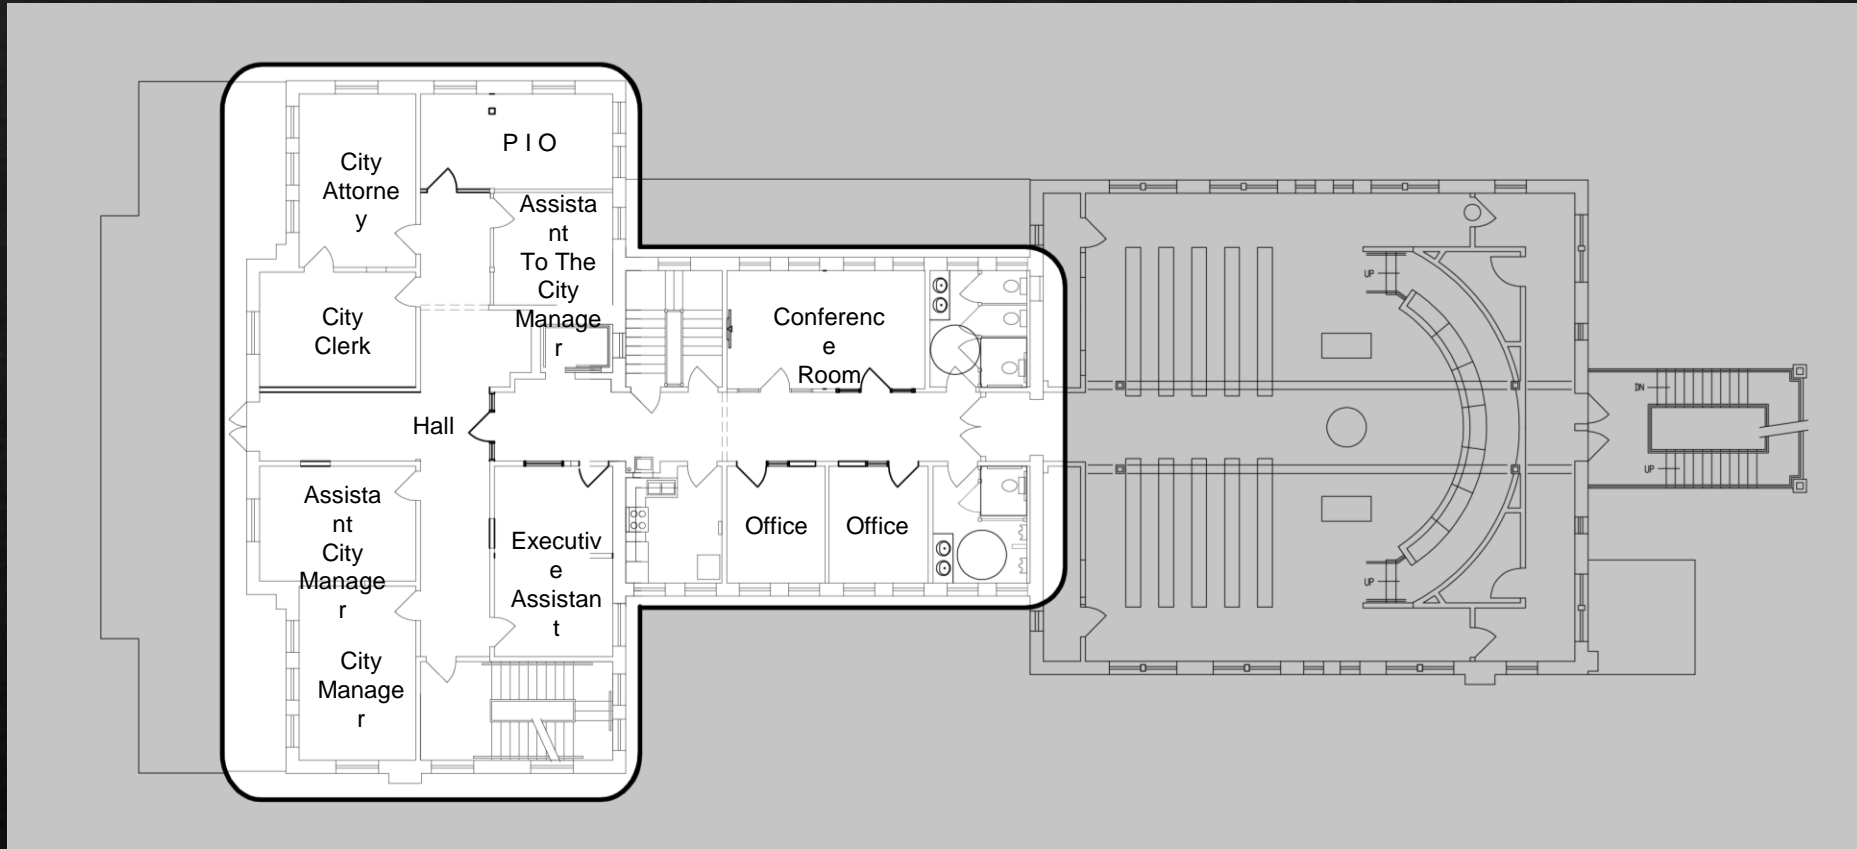 P I O
City
Attorne
y
Assista
nt
To The
City
Manage
r
City
Clerk
Conferenc
e
Room
UP
Hall
DN
UP
Assista
nt
City
Manage
r
Executiv
e
Assistan
t
Office
Office
UP
City
Manage
r